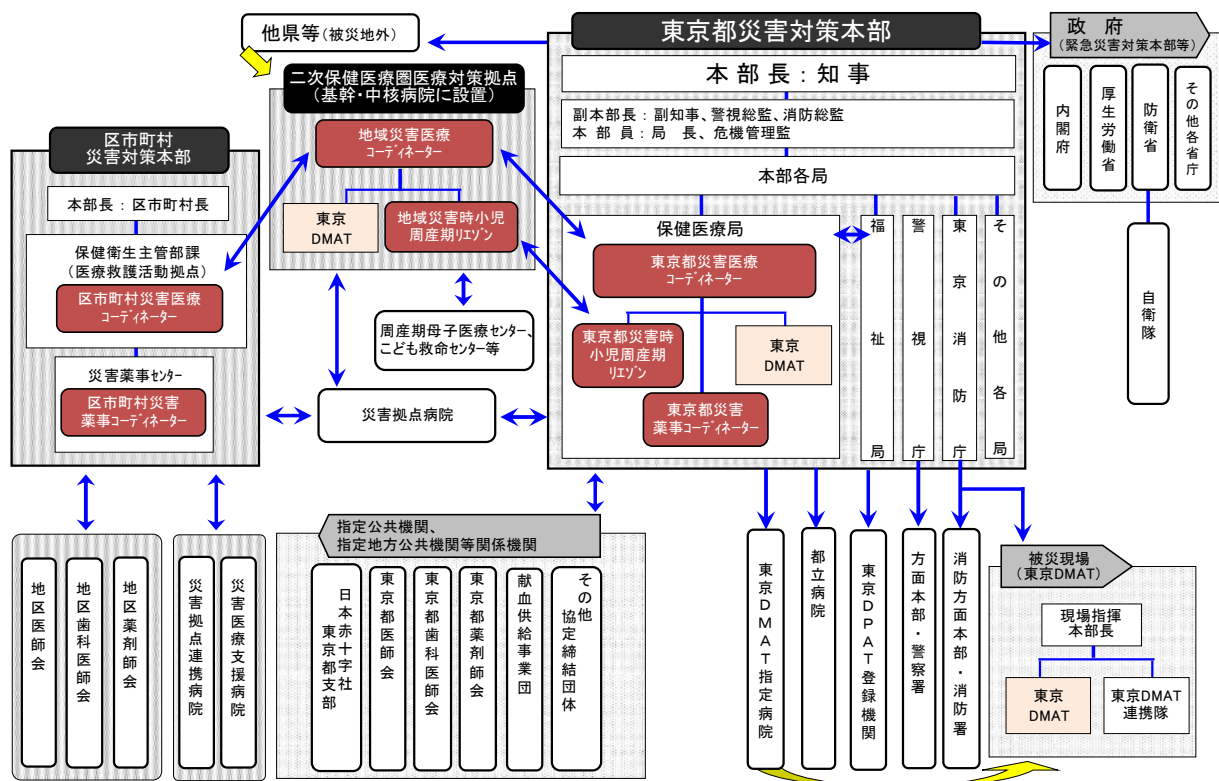 他県等(被災地外)
東京都災害対策本部
政 府
(緊急災害対策本部等)
内閣府
厚生労働省
防衛省
その他各省庁
自衛隊
本部長：知事
副本部長：副知事、警視総監、消防総監
本 部 員：局 長、危機管理監
本部各局
保健医療局
東京都災害医療
コーディネーター
東京都災害時
小児周産期
リエゾン
東京
DMAT
東京都災害
薬事コーディネーター
福祉局
警視庁
東京消防庁
その他各局
二次保健医療圏医療対策拠点
(基幹・中核病院に設置)
地域災害医療
コーディネーター
東京
DMAT
地域災害時小児
周産期リエゾン
周産期母子医療センター、
こども救命センター等
災害拠点病院
区市町村
災害対策本部
本部長：区市町村長
保健衛生主管部課
(医療救護活動拠点)
区市町村災害医療
コーディネーター
災害薬事センター
区市町村災害
薬事コーディネーター
地区医師会
地区歯科医師会
地区薬剤師会
災害拠点連携病院
災害医療支援病院
指定公共機関、
指定地方公共機関等関係機関
日本赤十字社
東京都支部
東京都医師会
東京都歯科医師会
東京都薬剤師会
献血供給事業団
その他
協定締結団体
東京DMAT指定病院
都立病院
東京DPAT登録機関
方面本部・警察署
消防方面本部・消防署
被災現場
(東京DMAT)
現場指揮
本部長
東京
DMAT
東京DMAT
連携隊